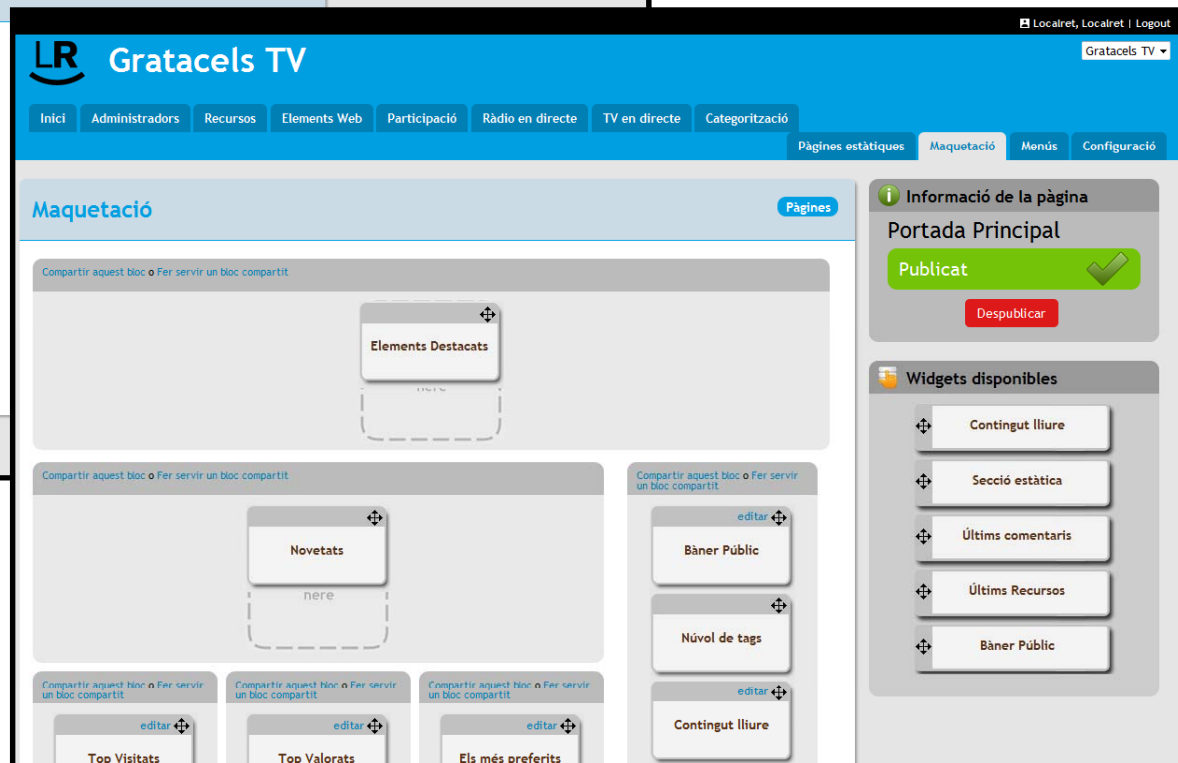 Localret, Localret | Logout
LR
Gratacels TV
Gratacels TV
Inici Administradors Recursos Elements Web Participació Ràdio en directe TV en directe Categorització
Pàgines estàtiques Maquetació Menús Configuració
Maquetació
Pàgines
Compartir aquest bloc o Fer servir un bloc compartit
Elements Destacats
Compartir aquest bloc o Fer servir un bloc compartit
Novetats
Compartir aquest bloc o Fer servir
un bloc compartit
editar
Bàner Públic
Núvol de tags
editar
Contingut lliure
Compartir aquest bloc o Fer servir
un bloc compartit
editar
Top Visitats
Compartir aquest bloc o Fer servir
un bloc compartit
editar
Top Valorats
Compartir aquest bloc o Fer servir
un bloc compartit
editar
Els més preferits
Informació de la pàgina
Portada Principal
Publicat
Despublicar
Widgets disponibles
Contingut lliure
Secció estàtica
Últims comentaris
Últims Recursos
Bàner Públic